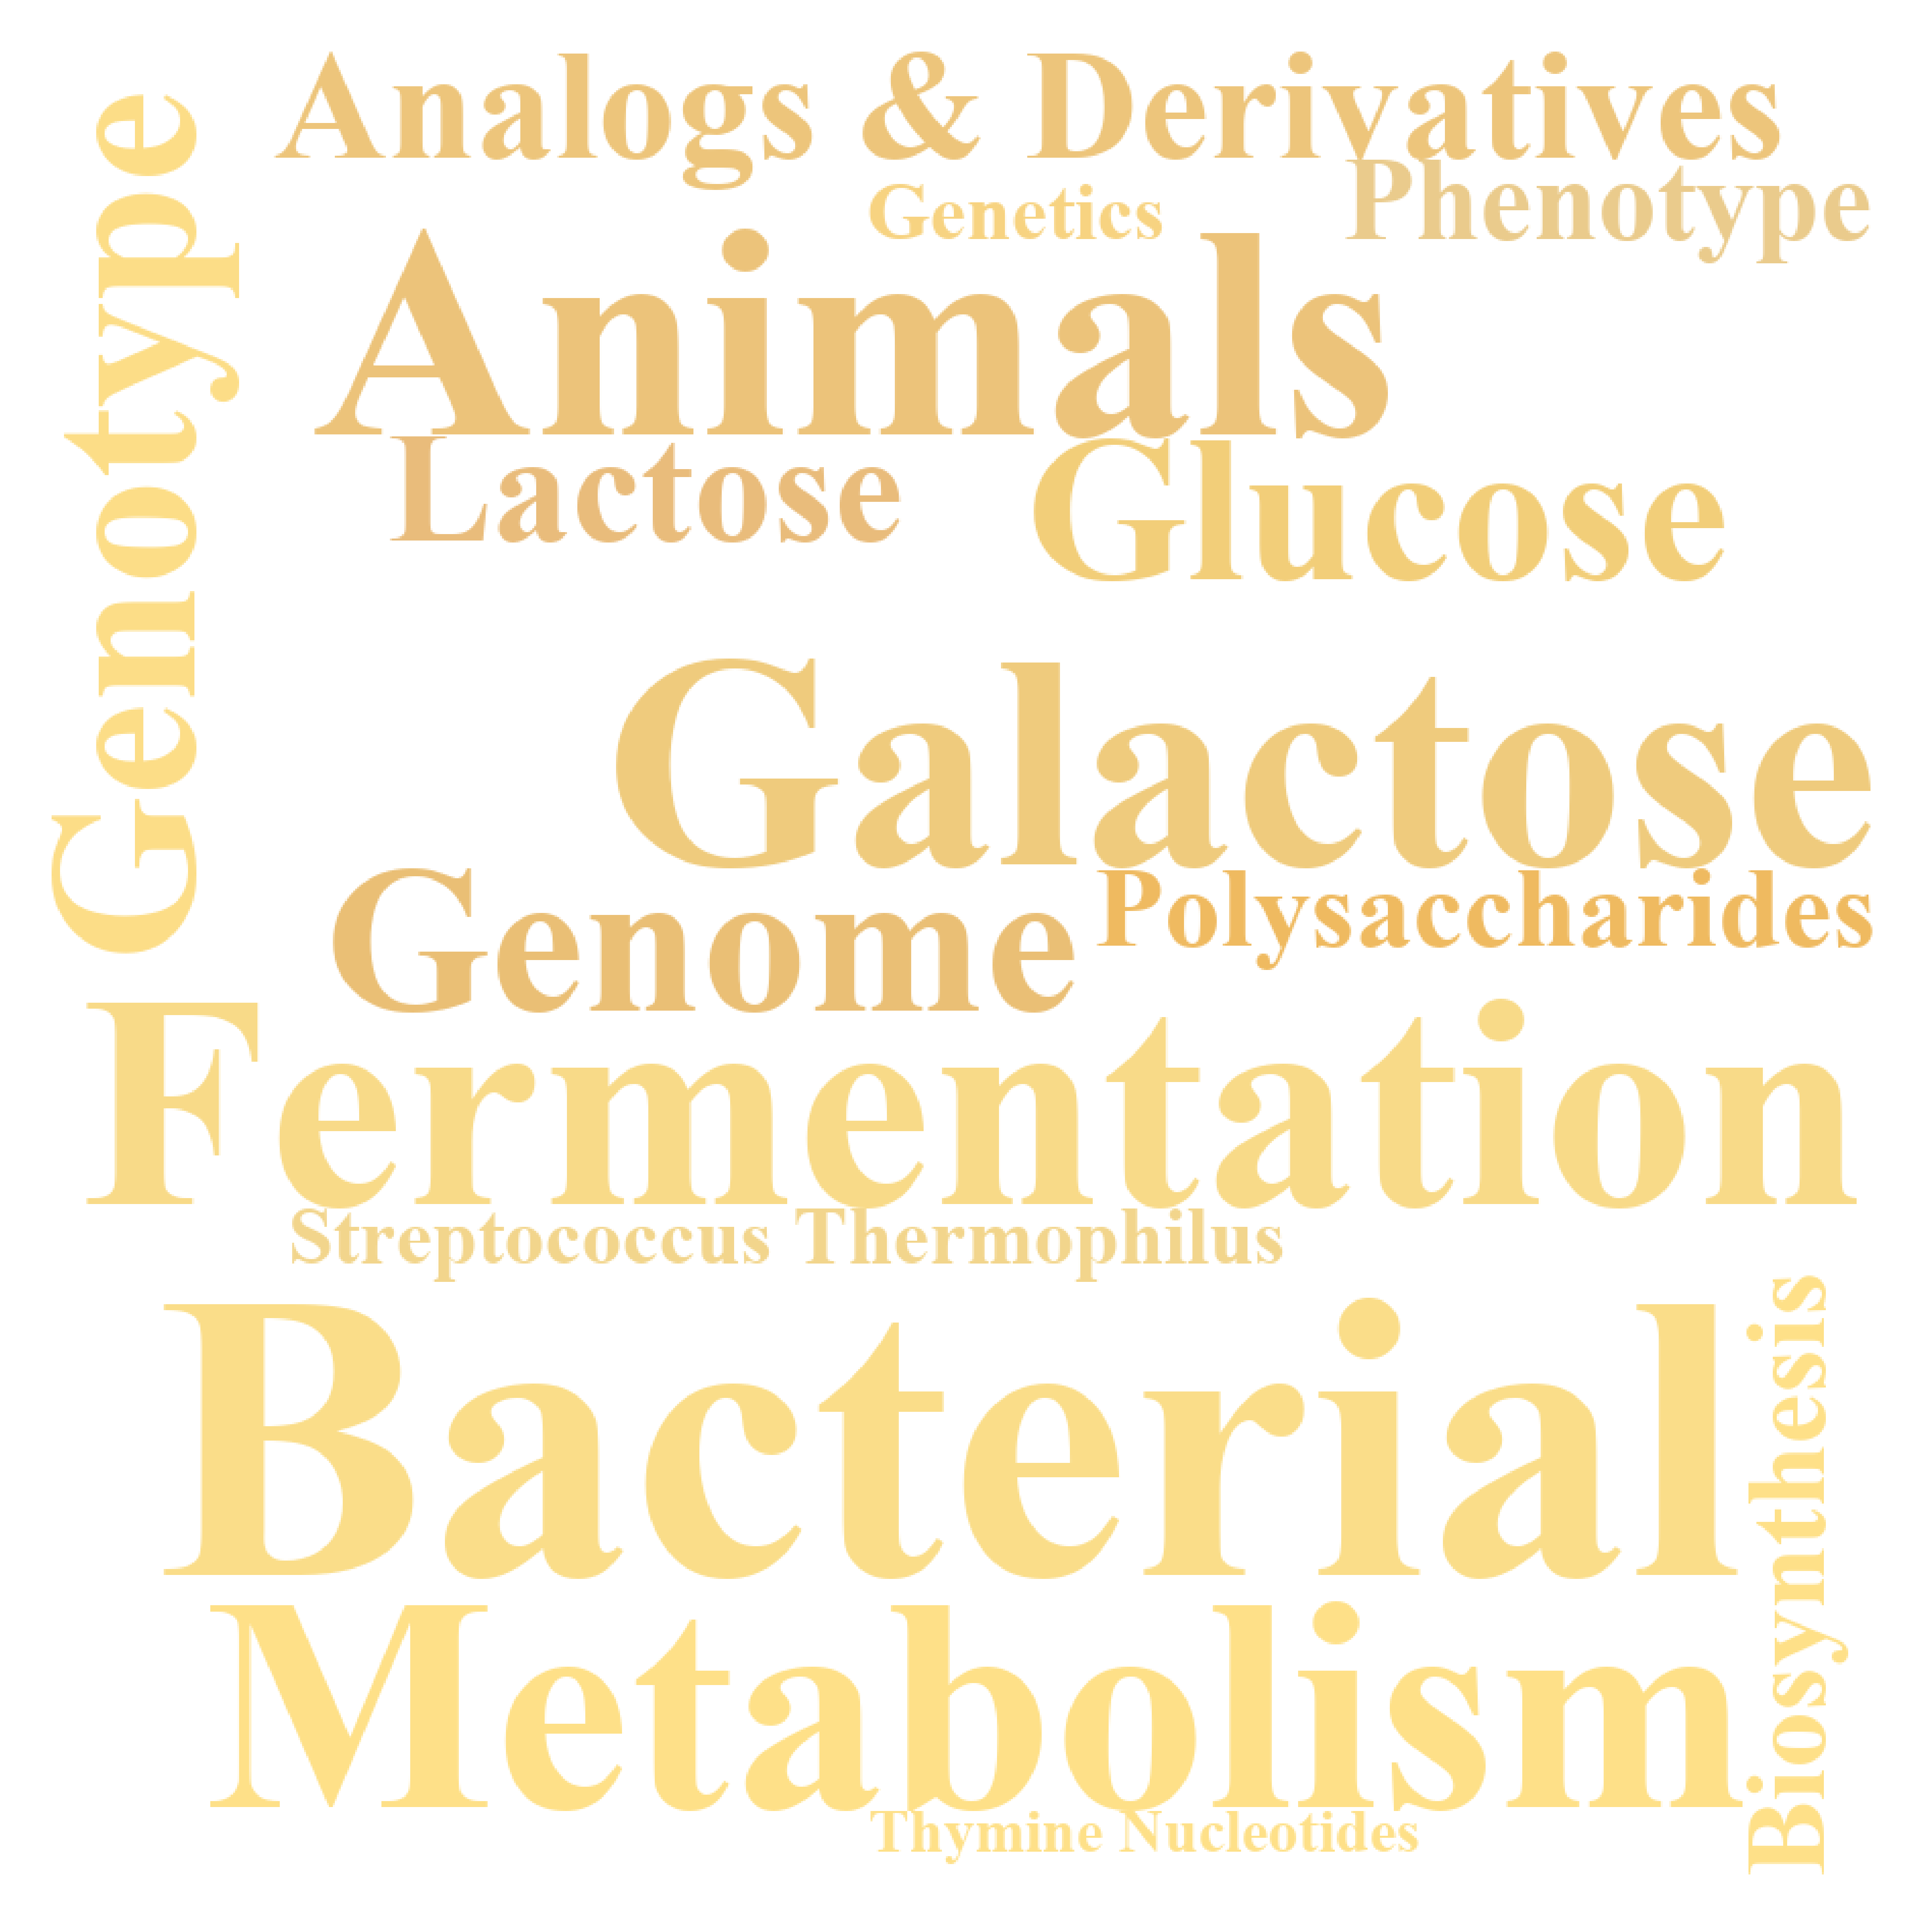 Analogs & Derivatives
Genotype
Genetics
Phenotype
Animals
Lactose
Glucose
Galactose
Genome
Polysaccharides
Fermentation
Streptococcus Thermophilus
Bacterial
Biosynthesis
Metabolism
Thymine Nucleotides